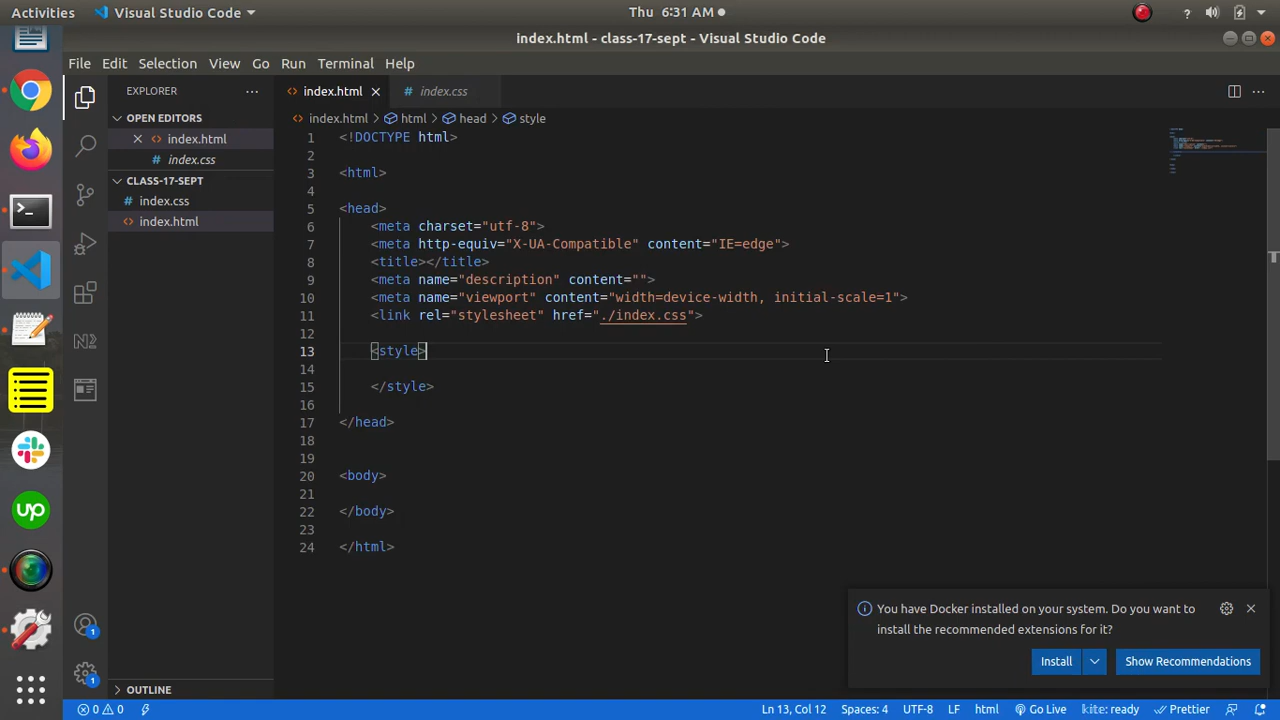 Activities
Visual Studio Code
Thu 6:31 AM
index.html - class-17-sept - Visual Studio Code
File Edit Selection View Go Run Terminal Help
EXPLORER
OPEN EDITORS
index.html
index.css
CLASS-17-SEPT
index.css
index.html
OUTLINE
index.html
index.css
index.html > html > head > style
1 <!DOCTYPE html>
2
3 <html>
4
5 <head>
6 <meta charset="utf-8">
7 <meta http-equiv="X-UA-Compatible" content="IE=edge">
8 <title></title>
9 <meta name="description" content="">
10 <meta name="viewport" content="width=device-width, initial-scale=1">
11 <link rel="stylesheet" href="./index.css">
12
13 <style>
14
15 </style>
16
17 </head>
18
19
20 <body>
21
22 </body>
23
24 </html>
You have Docker installed on your system. Do you want to
install the recommended extensions for it?
Install
Show Recommendations
up
1
1
0 0
Ln 13, Col 12
Spaces: 4
UTF-8
LF
html
Go Live
kite: ready
Prettier